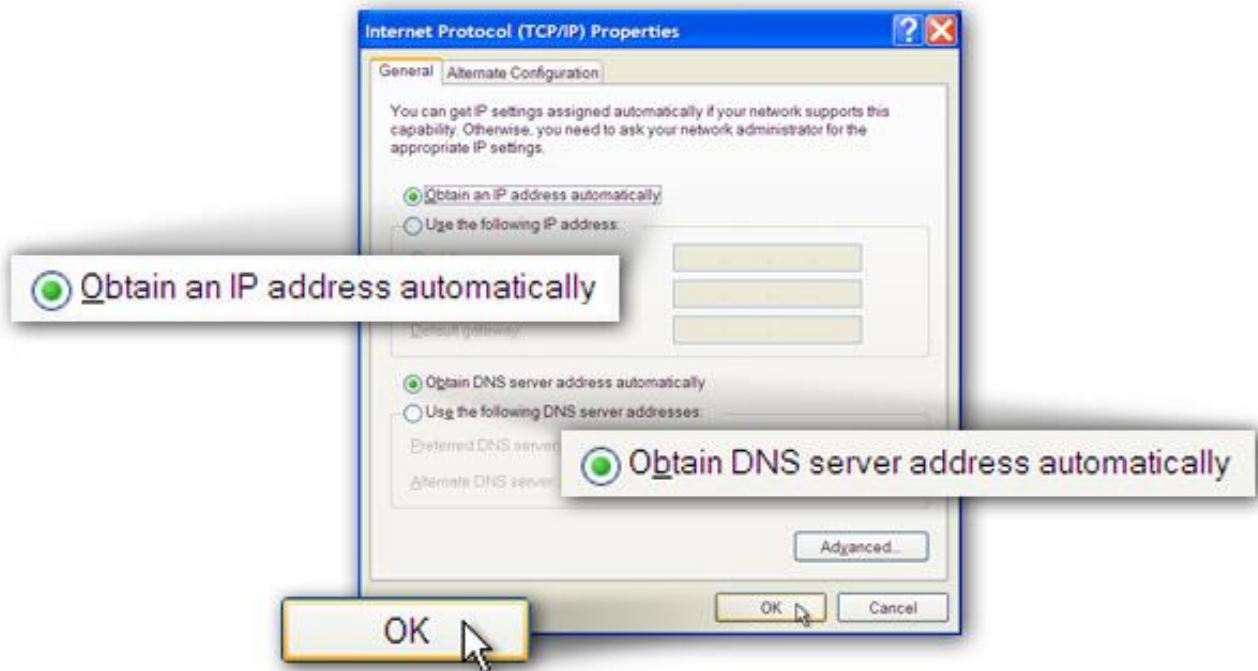 Internet Protocol (TCP/IP) Properties
General Alternate Configuration
You can get IP settings assigned automatically if your network supports this
capability. Otherwise, you need to ask your network administrator for the
appropriate IP settings.
Obtain an IP address automatically
Use the following IP address:
Obtain an IP address automatically
Default gateway:
Obtain DNS server address automatically
Use the following DNS server addresses:
Preferred DNS server
Obtain DNS server address automatically
Alternate DNS server
Advanced...
OK Cancel
OK